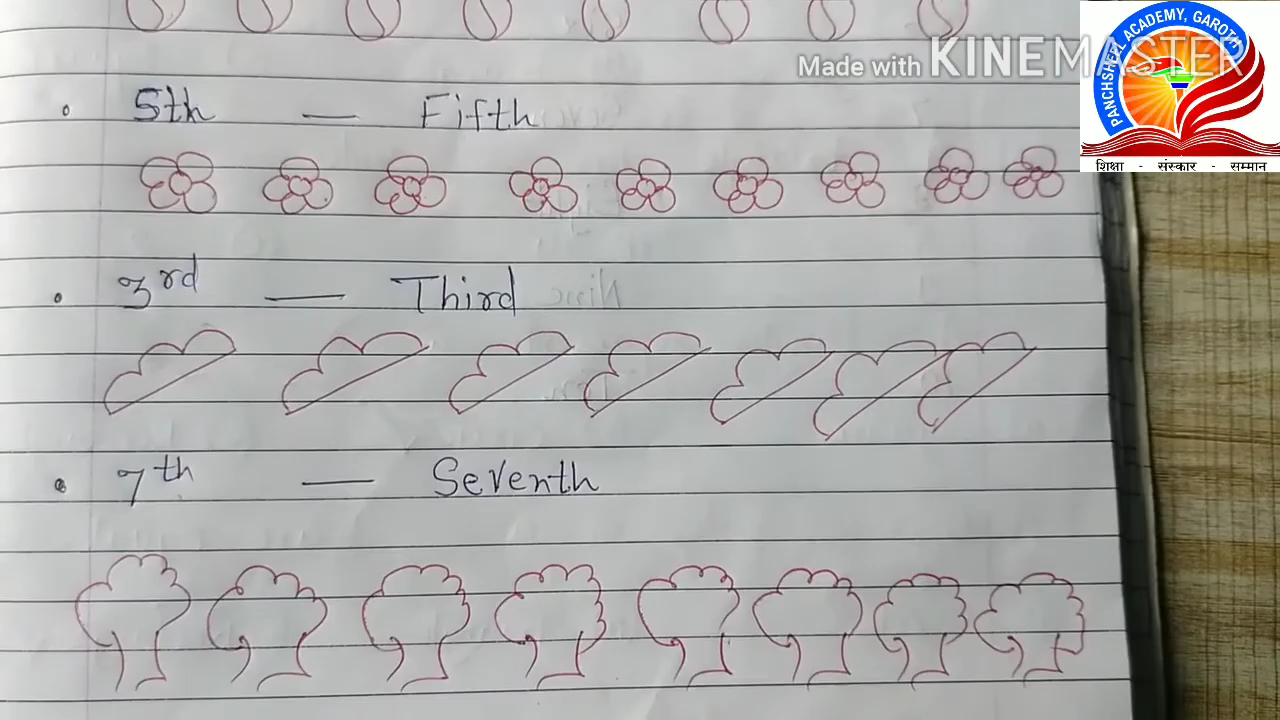 Made with KINEMASTER
PANCHSHEEL ACADEMY, GAROTH
शिक्षा - संस्कार - सम्मान
• 5th — Fifth
• 3rd — Third
• 7th — Seventh